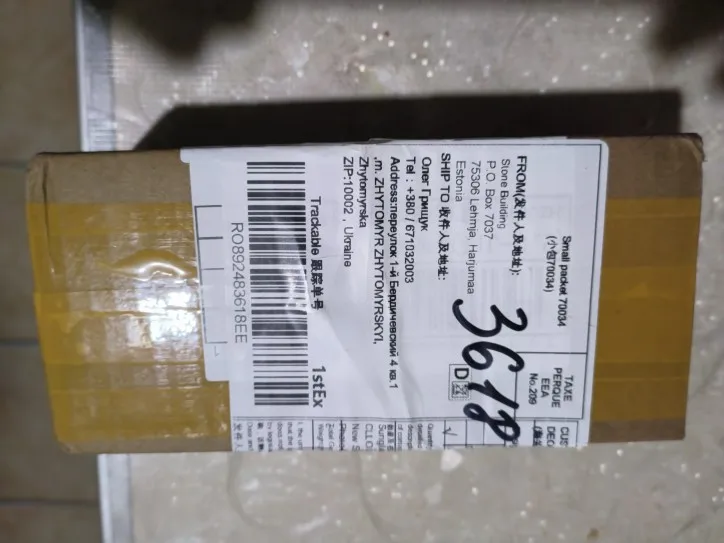 Small packet 70034
(小包70034)
TAXE
PERQUE
EEA
No.209
FROM(发件人及地址):
Stone Building
P.O. Box 7037
75306 Lehmja, Harjumaa
Estonia
SHIP TO 收件人及地址:
Олег Грищук
Tel : +380 / 671032003
Address:переулок 1-й Бердичевский 4 кв.1
,m. ZHYTOMYR ZHYTOMYRSKYI,
Zhytomyrska
ZIP:10002 , Ukraine
3618
D
Trackable 跟踪单号
1stEx
RO892483618EE